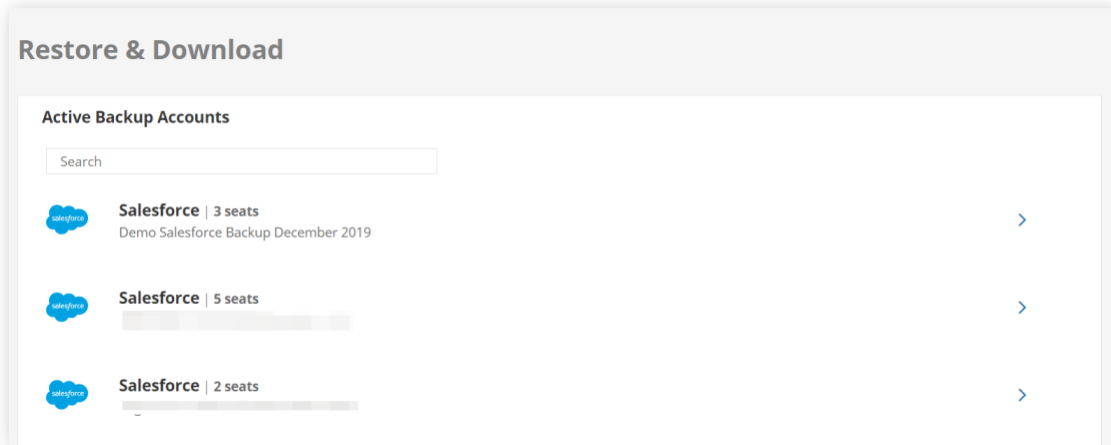 Restore & Download
Active Backup Accounts
Search
salesforce
Salesforce | 3 seats
Demo Salesforce Backup December 2019
salesforce
Salesforce | 5 seats
salesforce
Salesforce | 2 seats